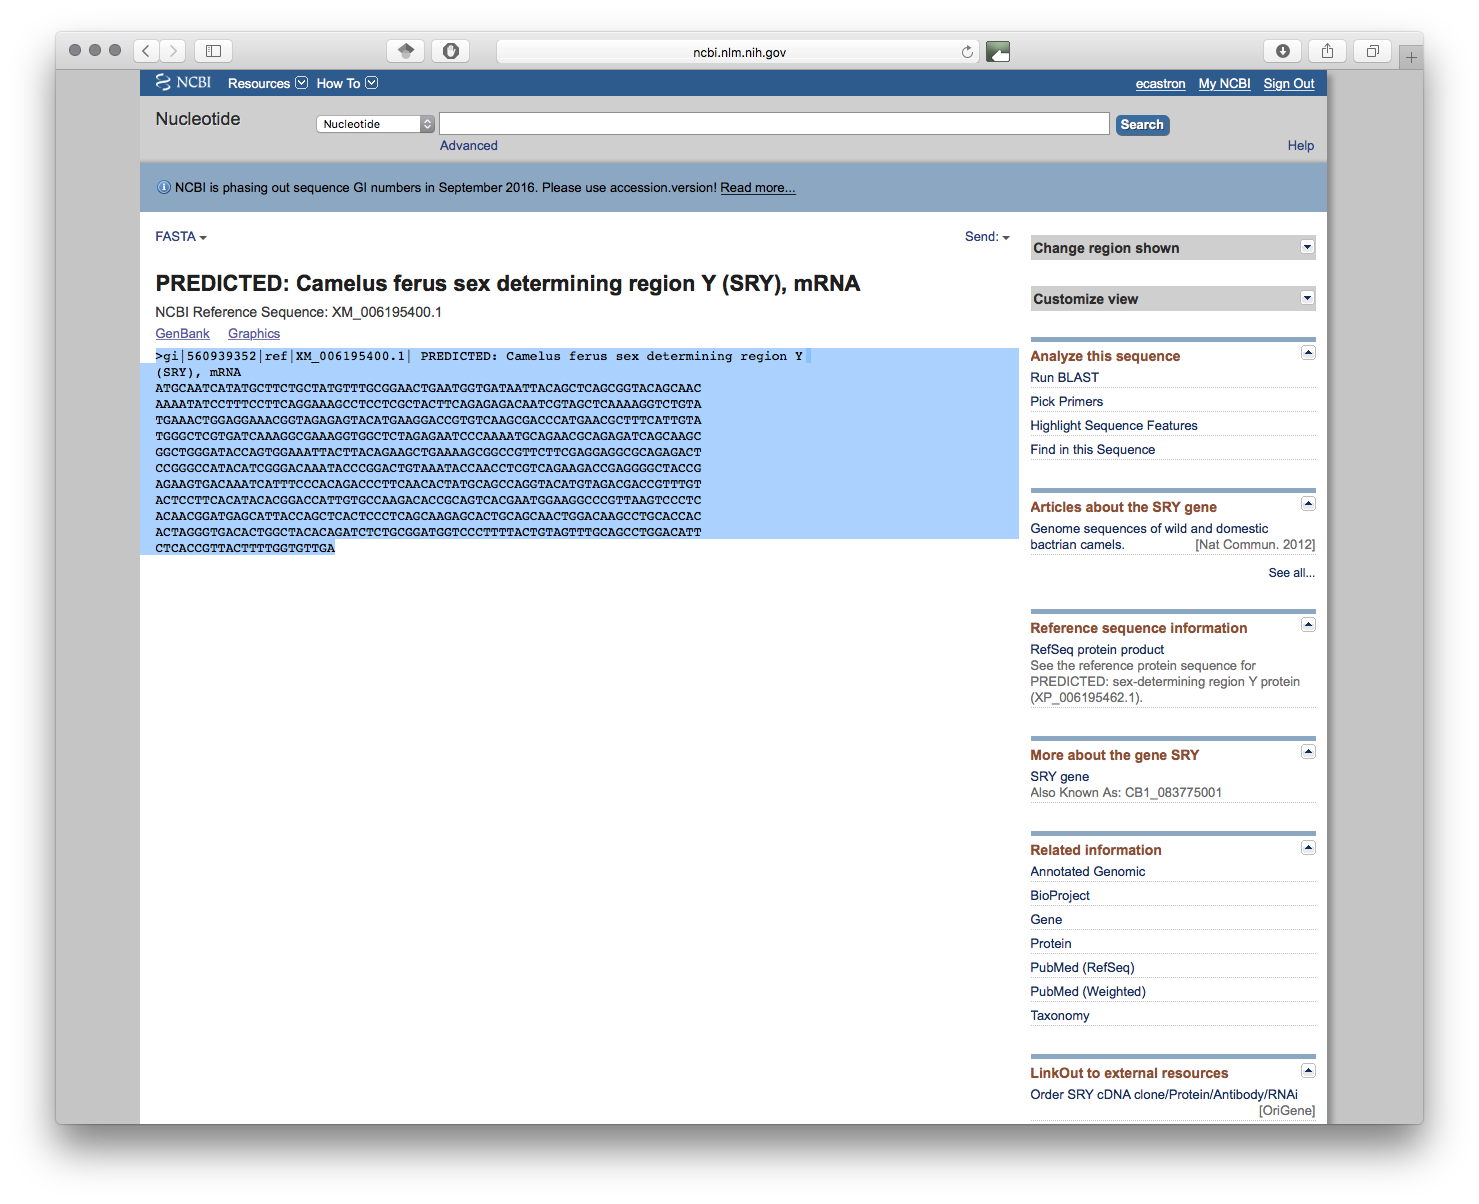 ncbi.nlm.nih.gov
NCBI Resources How To ecastron My NCBI Sign Out
Nucleotide Nucleotide Search
Advanced Help
NCBI is phasing out sequence GI numbers in September 2016. Please use accession.version! Read more...
FASTA Send:
PREDICTED: Camelus ferus sex determining region Y (SRY), mRNA
NCBI Reference Sequence: XM_006195400.1
GenBank Graphics
>gi|560939352|ref|XM_006195400.1| PREDICTED: Camelus ferus sex determining region Y
(SRY), mRNA
ATGCAATCATATGCTTCTGCTATGTTTGCGGAACTGAATGGTGATAATTACAGCTCAGCGGTACAGCAAC
AAAATATCCTTTCCTTCAGGAAAGCCTCCTCGCTACTTCAGAGAGACAATCGTAGCTCAAAAGGTCTGTA
TGAAACTGGAGGAAACGGTAGAGAGTACATGAAGGACCGTGTCAAGCGACCCATGAACGCTTTCATTGTA
TGGGCTCGTGATCAAAGGCGAAAGGTGGCTCTAGAGAATCCCAAAATGCAGAACGCAGAGATCAGCAAGC
GGCTGGGATACCAGTGGAAATTACTTACAGAAGCTGAAAAGCGGCCGTTCTTCGAGGAGGCGCAGAGACT
CCGGGCCATACATCGGGACAAATACCCGGACTGTAAATACCAACCTCGTCAGAAGACCGAGGGGCTACCG
AGAAGTGACAAATCATTTCCCACAGACCCTTCAACACTATGCAGCCAGGTACATGTAGACGACCGTTTGT
ACTCCTTCACATACACGGACCATTGTGCCAAGACACCGCAGTCACGAATGGAAGGCCCGTTAAGTCCCTC
ACAACGGATGAGCATTACCAGCTCACTCCCTCAGCAAGAGCACTGCAGCAACTGGACAAGCCTGCACCAC
ACTAGGGTGACACTGGCTACACAGATCTCTGCGGATGGTCCCTTTTACTGTAGTTTGCAGCCTGGACATT
CTCACCGTTACTTTTGGTGTTGA
Change region shown
Customize view
Analyze this sequence
Run BLAST
Pick Primers
Highlight Sequence Features
Find in this Sequence
Articles about the SRY gene
Genome sequences of wild and domestic
bactrian camels. [Nat Commun. 2012]
See all...
Reference sequence information
RefSeq protein product
See the reference protein sequence for
PREDICTED: sex-determining region Y protein
(XP_006195462.1).
More about the gene SRY
SRY gene
Also Known As: CB1_083775001
Related information
Annotated Genomic
BioProject
Gene
Protein
PubMed (RefSeq)
PubMed (Weighted)
Taxonomy
LinkOut to external resources
Order SRY cDNA clone/Protein/Antibody/RNAi
[OriGene]